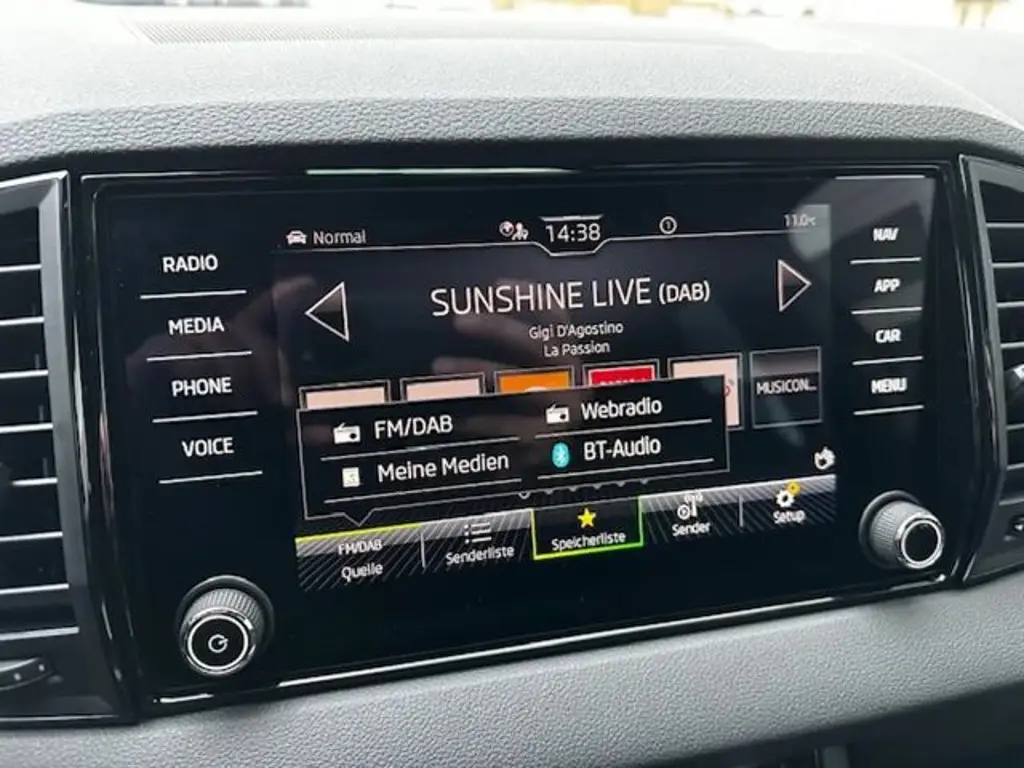 Normal
14:38
1
11.0°C
RADIO
MEDIA
PHONE
VOICE
NAV
APP
CAR
MENU
SUNSHINE LIVE (DAB)
Gigi D'Agostino
La Passion
MUSICON...
FM/DAB
Webradio
Meine Medien
BT-Audio
FM/DAB
Quelle
Senderliste
Speicherliste
Sender
Setup